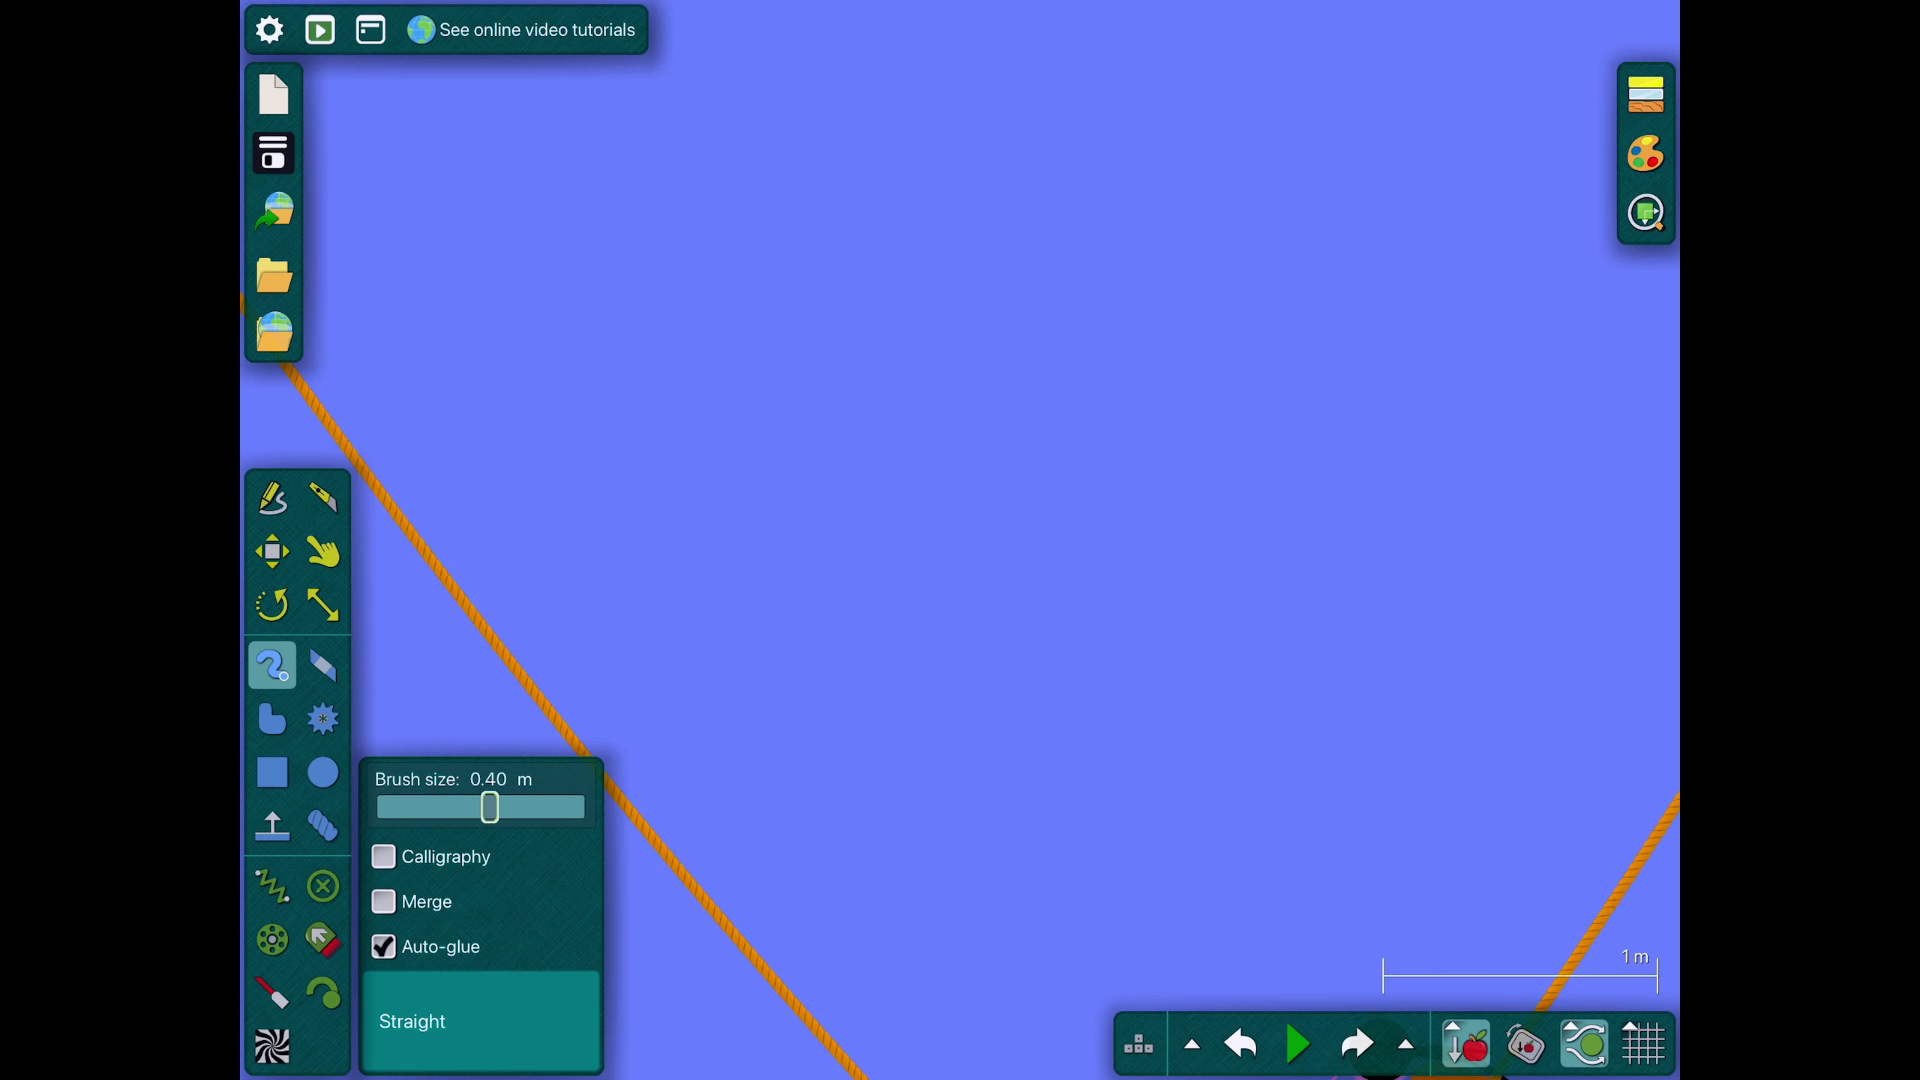 See online video tutorials
Brush size: 0.40 m
Calligraphy
Merge
Auto-glue
Straight
1 m